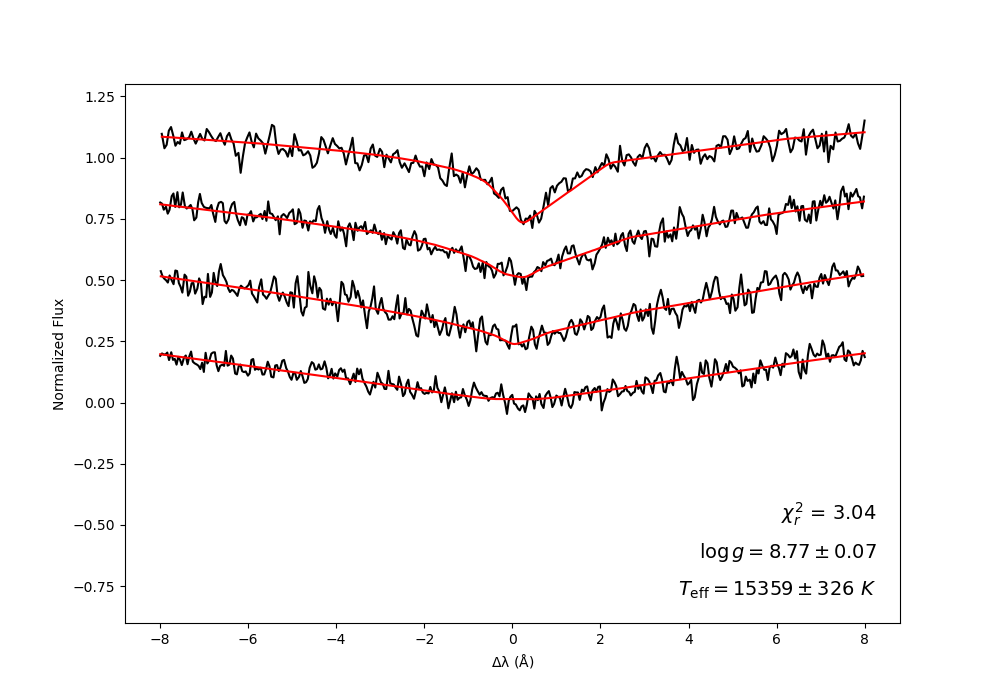 1.25
1.00
0.75
0.50
0.25
0.00
−0.25
−0.50
−0.75
Normalized Flux
χ²ᵣ = 3.04
log g = 8.77 ± 0.07
T_eff = 15359 ± 326 K
−8 −6 −4 −2 0 2 4 6 8
Δλ (Å)